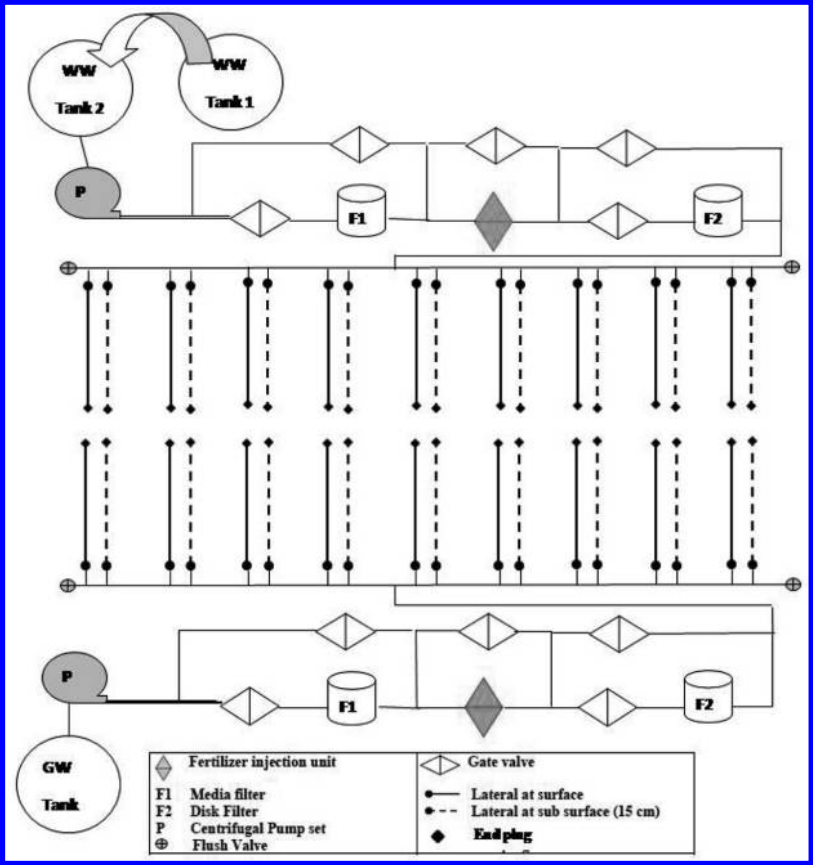 WW
Tank 2
WW
Tank 1
P
F1
F2
P
F1
F2
GW
Tank
Fertilizer injection unit
F1 Media filter
F2 Disk Filter
P Centrifugal Pump set
Flush Valve
Gate valve
Lateral at surface
Lateral at sub surface (15 cm)
End plug